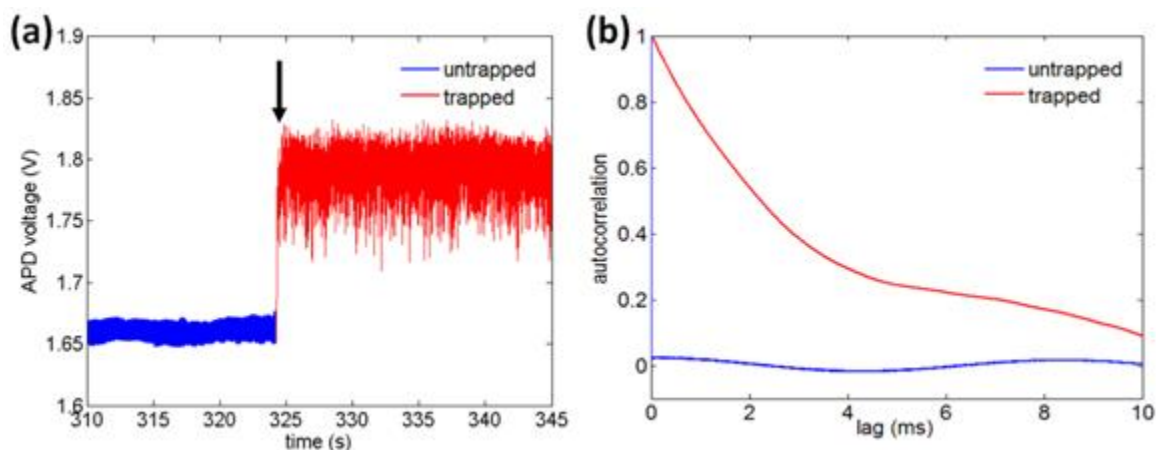 (a)
1.9
1.85
1.8
1.75
1.7
1.65
1.6
APD voltage (V)
untrapped
trapped
310 315 320 325 330 335 340 345
time (s)
(b)
1
0.8
0.6
0.4
0.2
0
autocorrelation
untrapped
trapped
0 2 4 6 8 10
lag (ms)